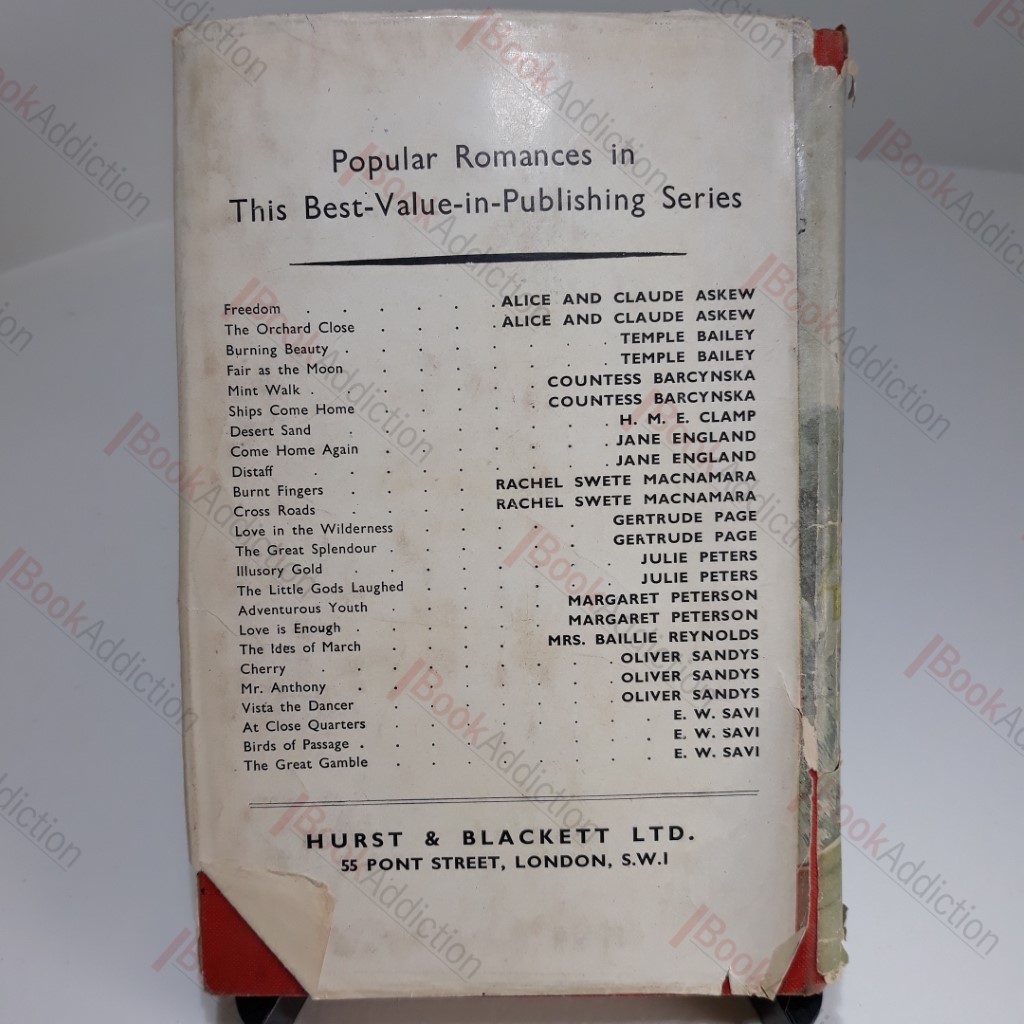 Popular Romances in
This Best-Value-in-Publishing Series
Freedom . . . . . . ALICE AND CLAUDE ASKEW
The Orchard Close . . . . ALICE AND CLAUDE ASKEW
Burning Beauty . . . . . . . . TEMPLE BAILEY
Fair as the Moon . . . . . . . TEMPLE BAILEY
Mint Walk . . . . . . . COUNTESS BARCYNSKA
Ships Come Home . . . . . COUNTESS BARCYNSKA
Desert Sand . . . . . . . . H. M. E. CLAMP
Come Home Again . . . . . . . JANE ENGLAND
Distaff . . . . . . . . . JANE ENGLAND
Burnt Fingers . . . . RACHEL SWETE MACNAMARA
Cross Roads . . . . RACHEL SWETE MACNAMARA
Love in the Wilderness . . . . . GERTRUDE PAGE
The Great Splendour . . . . . . GERTRUDE PAGE
Illusory Gold . . . . . . . . JULIE PETERS
The Little Gods Laughed . . . . . . JULIE PETERS
Adventurous Youth . . . . . MARGARET PETERSON
Love is Enough . . . . . . MARGARET PETERSON
The Ides of March . . . . MRS. BAILLIE REYNOLDS
Cherry . . . . . . . . OLIVER SANDYS
Mr. Anthony . . . . . . . . OLIVER SANDYS
Vista the Dancer . . . . . . . OLIVER SANDYS
At Close Quarters . . . . . . . . E. W. SAVI
Birds of Passage . . . . . . . . . E. W. SAVI
The Great Gamble . . . . . . . . E. W. SAVI
HURST & BLACKETT LTD.
55 PONT STREET, LONDON, S.W.1
BookAddiction